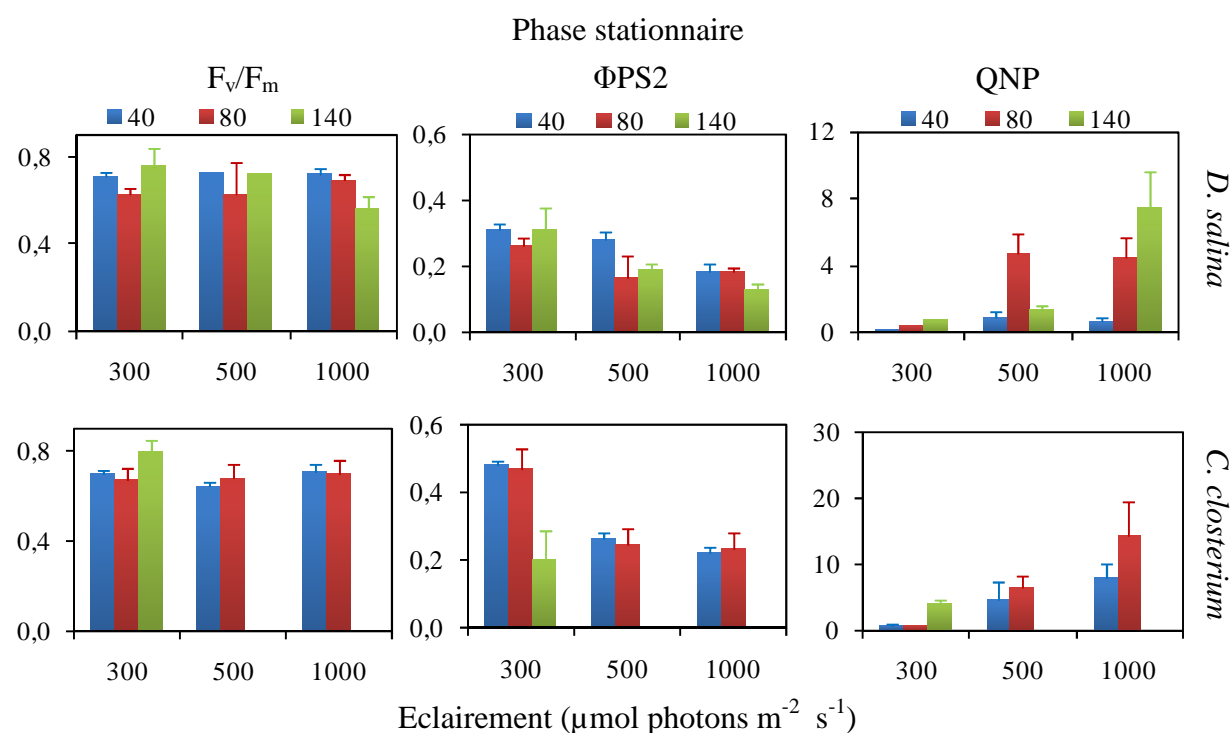 Phase stationnaire
Fv/Fm ΦPS2 QNP
40 80 140
40 80 140
40 80 140
0,8
0,4
0,0
300 500 1000
0,6
0,4
0,2
0,0
300 500 1000
12
8
4
0
300 500 1000
D. salina
0,8
0,4
0,0
300 500 1000
0,6
0,4
0,2
0,0
300 500 1000
30
20
10
0
300 500 1000
C. closterium
Eclairement (µmol photons m-2 s-1)